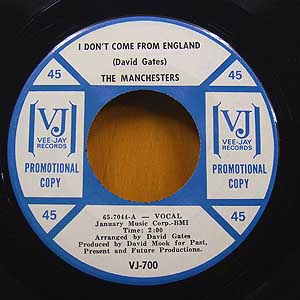 I DON'T COME FROM ENGLAND
(David Gates)
THE MANCHESTERS
45
45
VJ
VEE-JAY
RECORDS
PROMOTIONAL
COPY
VJ
VEE-JAY
RECORDS
PROMOTIONAL
COPY
45
45
65-7044-A — VOCAL
January Music Corp.-BMI
Time: 2:00
Arranged by David Gates
Produced by David Mook for Past,
Present and Future Productions.
VJ-700